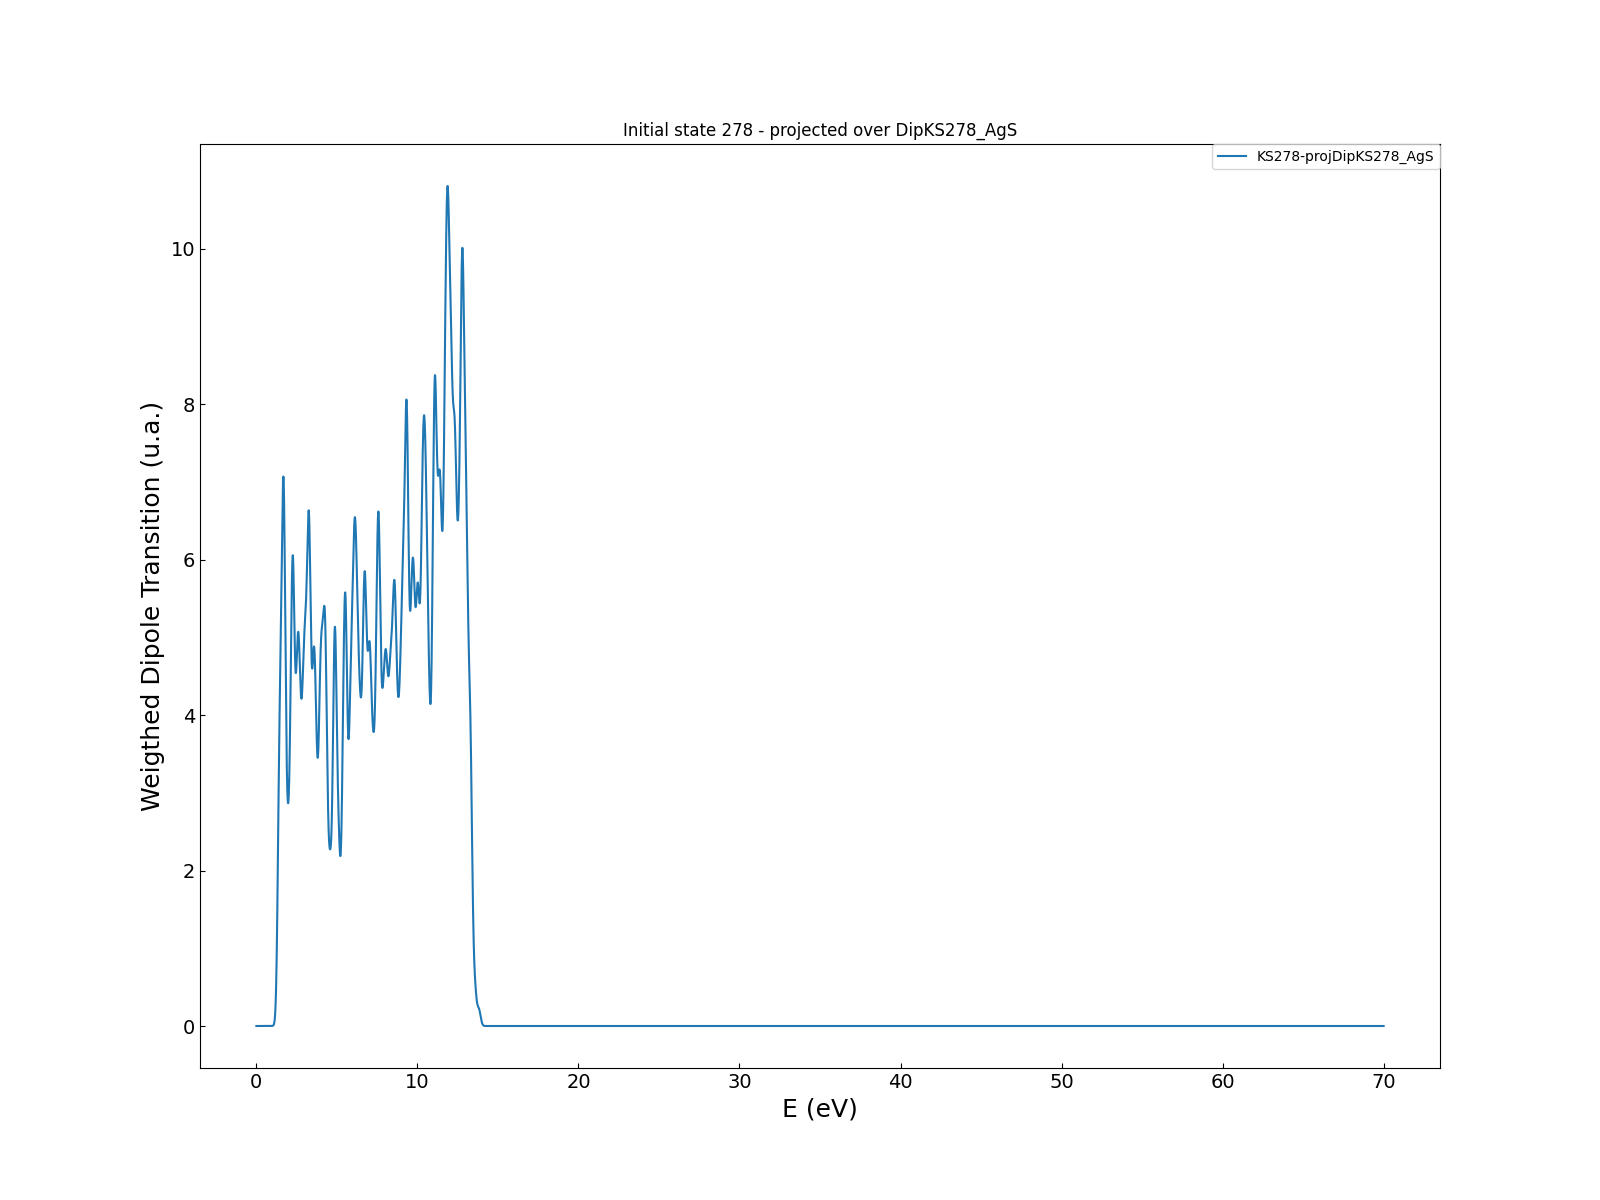 Initial state 278 - projected over DipKS278_AgS
KS278-projDipKS278_AgS
Weigthed Dipole Transition (u.a.)
10
8
6
4
2
0
0 10 20 30 40 50 60 70
E (eV)